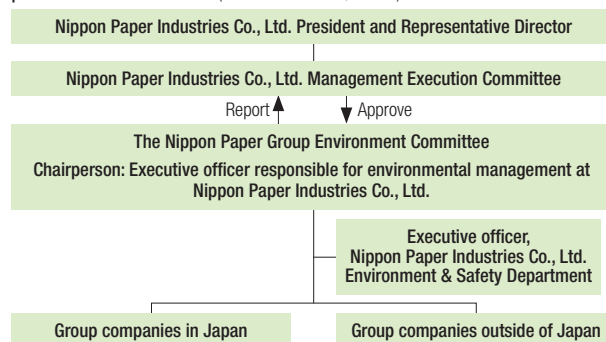 Nippon Paper Industries Co., Ltd. President and Representative Director
Nippon Paper Industries Co., Ltd. Management Execution Committee
Report
Approve
The Nippon Paper Group Environment Committee
Chairperson: Executive officer responsible for environmental management at
Nippon Paper Industries Co., Ltd.
Executive officer,
Nippon Paper Industries Co., Ltd.
Environment & Safety Department
Group companies in Japan
Group companies outside of Japan